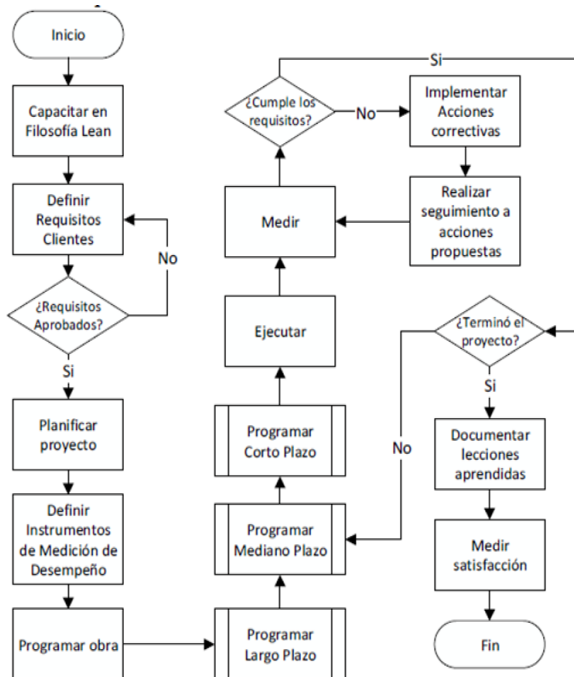 Inicio
Capacitar en
Filosofía Lean
Definir
Requisitos
Clientes
No
¿Requisitos
Aprobados?
Si
Planificar
proyecto
Definir
Instrumentos
de Medición de
Desempeño
Programar obra
Programar
Largo Plazo
Programar
Mediano Plazo
Programar
Corto Plazo
Ejecutar
Medir
¿Cumple los
requisitos?
No
Si
Implementar
Acciones
correctivas
Realizar
seguimiento a
acciones
propuestas
¿Terminó el
proyecto?
No
Si
Documentar
lecciones
aprendidas
Medir
satisfacción
Fin